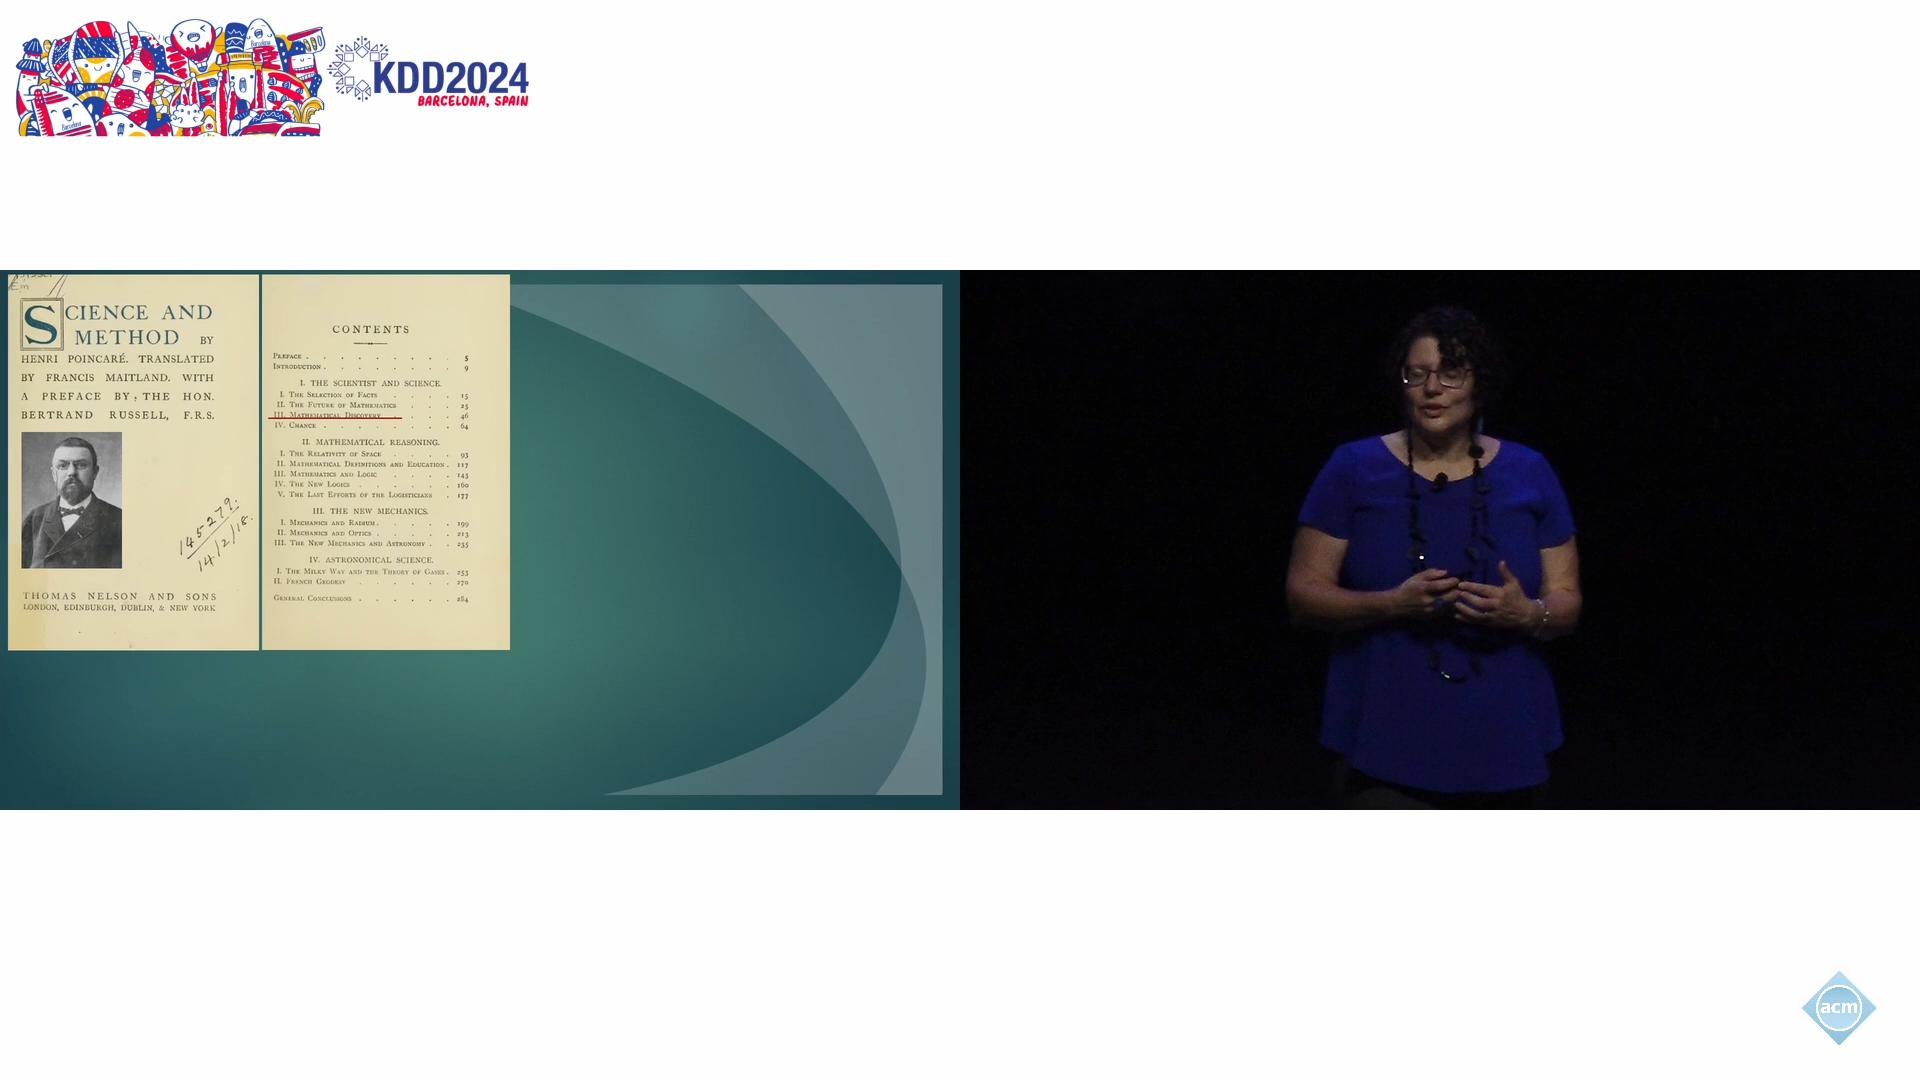 KDD2024
BARCELONA, SPAIN
SCIENCE AND
METHOD BY
HENRI POINCARÉ. TRANSLATED
BY FRANCIS MAITLAND. WITH
A PREFACE BY THE HON.
BERTRAND RUSSELL, F.R.S.
145279.
14/2/18.
THOMAS NELSON AND SONS
LONDON, EDINBURGH, DUBLIN, & NEW YORK
CONTENTS
PREFACE . . . . . . . . 5
INTRODUCTION . . . . . . . 9
I. THE SCIENTIST AND SCIENCE.
I. THE SELECTION OF FACTS . . . . 15
II. THE FUTURE OF MATHEMATICS . . . 25
III. MATHEMATICAL DISCOVERY . . . . 46
IV. CHANCE . . . . . . . 64
II. MATHEMATICAL REASONING.
I. THE RELATIVITY OF SPACE . . . . 93
II. MATHEMATICAL DEFINITIONS AND EDUCATION . 117
III. MATHEMATICS AND LOGIC . . . . 143
IV. THE NEW LOGICS . . . . . . 160
V. THE LAST EFFORTS OF THE LOGISTICIANS . 177
III. THE NEW MECHANICS.
I. MECHANICS AND RADIUM . . . . . 199
II. MECHANICS AND OPTICS . . . . . 213
III. THE NEW MECHANICS AND ASTRONOMY . . 235
IV. ASTRONOMICAL SCIENCE.
I. THE MILKY WAY AND THE THEORY OF GASES . 253
II. FRENCH GEODESY . . . . . . 270
GENERAL CONCLUSIONS . . . . . . 284
acm